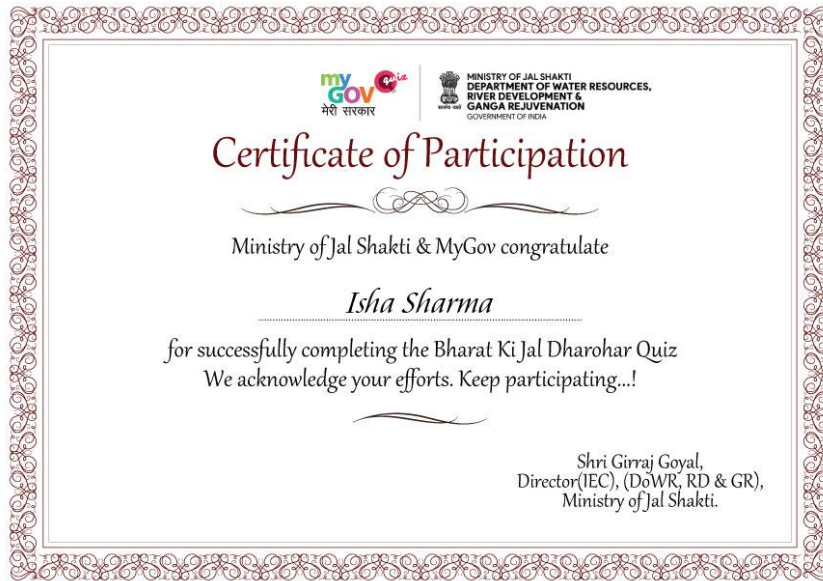 my quiz
GOV
मेरी सरकार
सत्यमेव जयते
MINISTRY OF JAL SHAKTI
DEPARTMENT OF WATER RESOURCES,
RIVER DEVELOPMENT &
GANGA REJUVENATION
GOVERNMENT OF INDIA
Certificate of Participation
Ministry of Jal Shakti & MyGov congratulate
Isha Sharma
for successfully completing the Bharat Ki Jal Dharohar Quiz
We acknowledge your efforts. Keep participating...!
Shri Girraj Goyal,
Director(IEC), (DoWR, RD & GR),
Ministry of Jal Shakti.